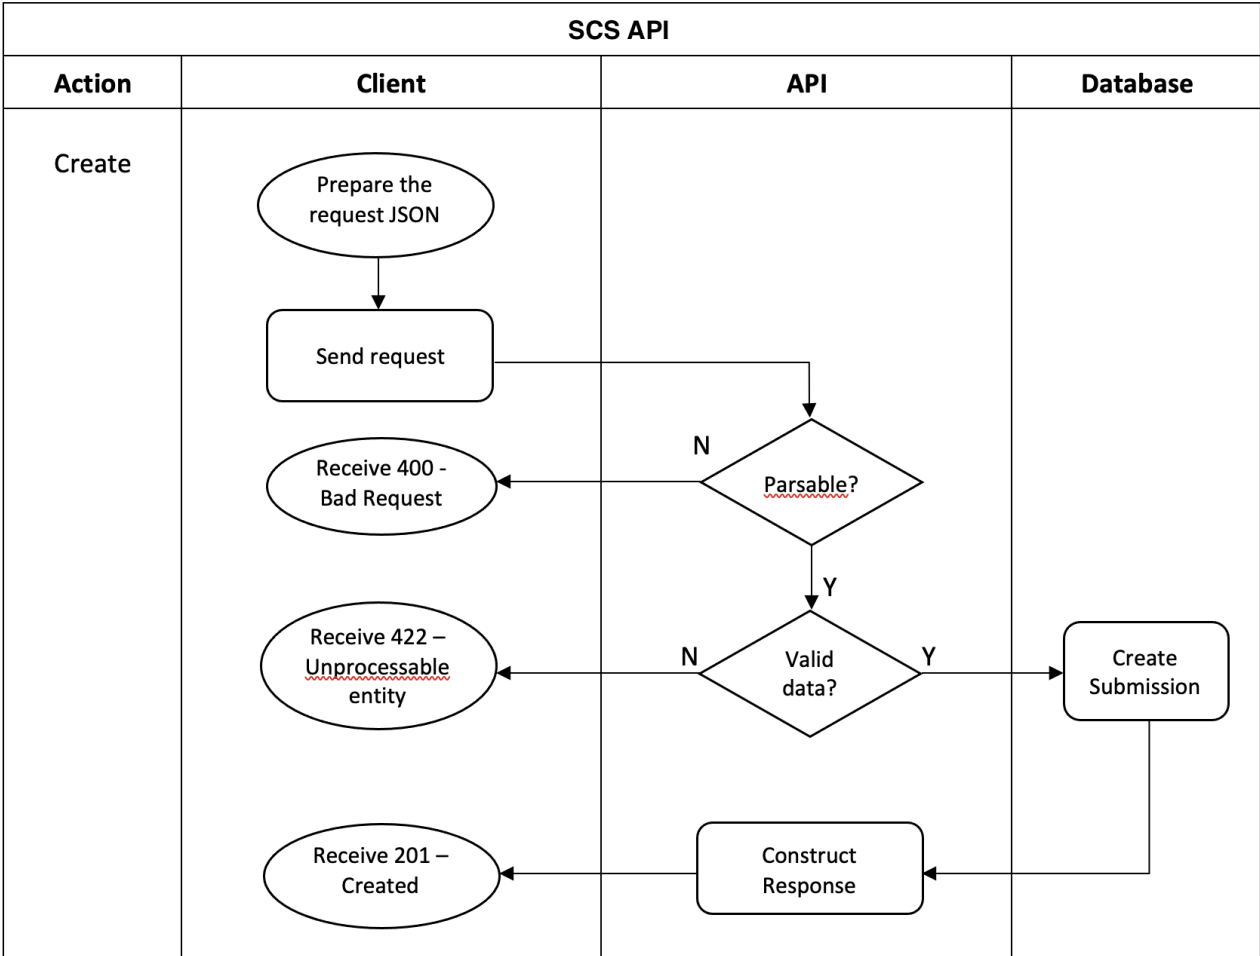 SCS API
Action
Client
API
Database
Create
Prepare the
request JSON
Send request
N
Receive 400 -
Bad Request
Parsable?
Y
Receive 422 –
Unprocessable
entity
N
Valid
data?
Y
Create
Submission
Receive 201 –
Created
Construct
Response